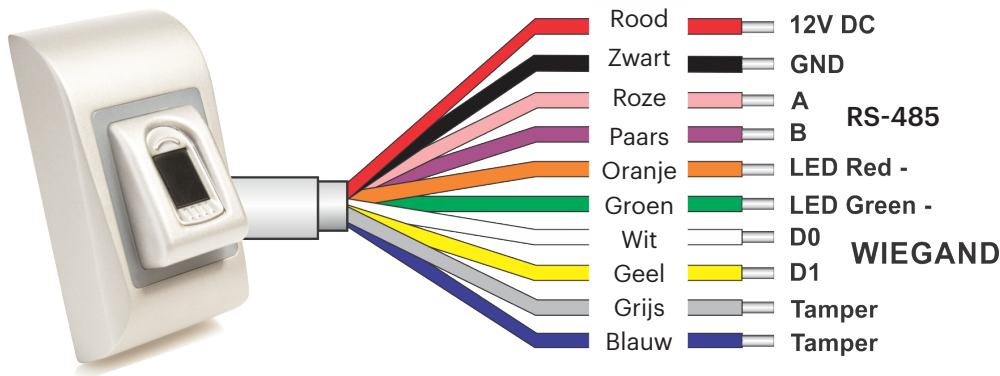 Rood 12V DC
Zwart GND
Roze A
RS-485
Paars B
Oranje LED Red -
Groen LED Green -
Wit D0
WIEGAND
Geel D1
Grijs Tamper
Blauw Tamper